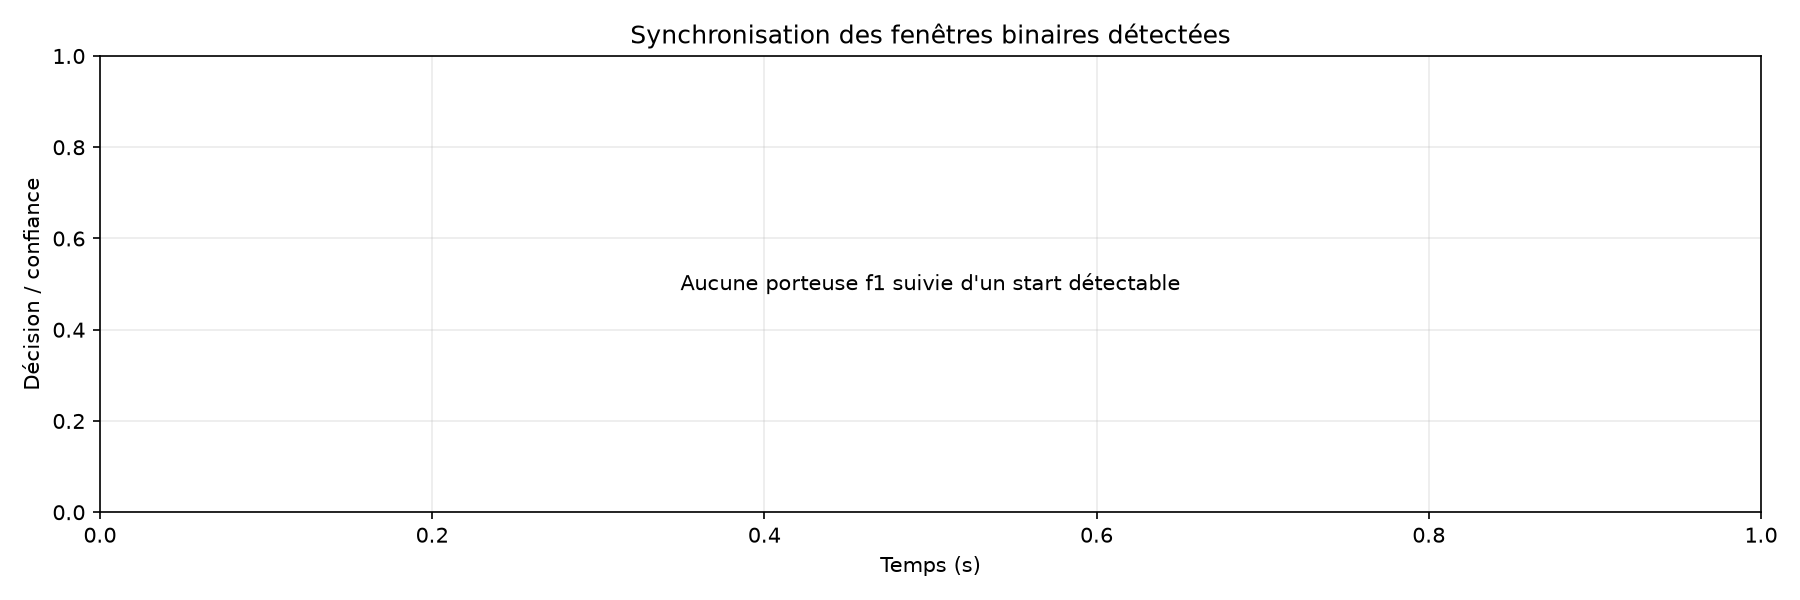 Synchronisation des fenêtres binaires détectées
1.0
0.8
0.6
0.4
0.2
0.0
Décision / confiance
Aucune porteuse f1 suivie d'un start détectable
0.0 0.2 0.4 0.6 0.8 1.0
Temps (s)